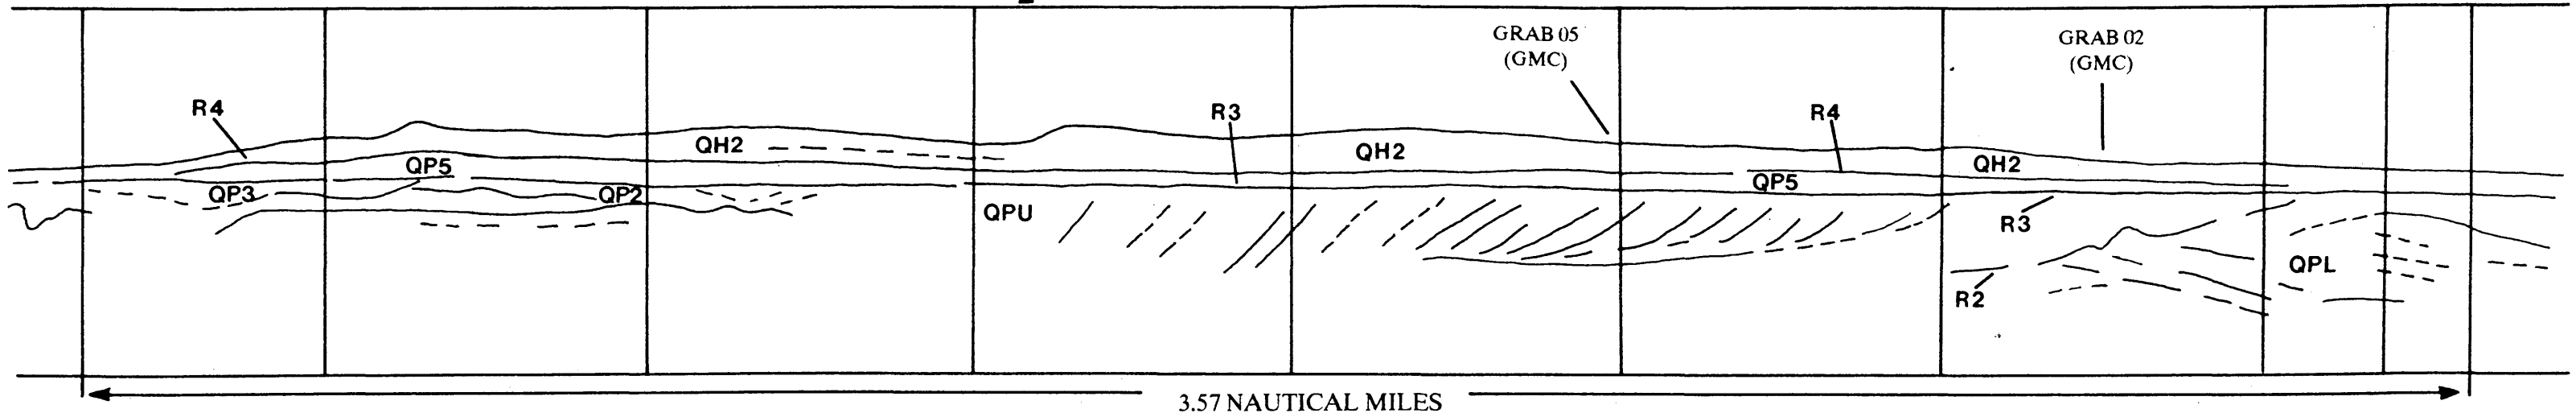 GRAB 05
(GMC)
GRAB 02
(GMC)
R4
R3
R4
QH2
QH2
QH2
QP5
QP5
QP3
QP2
QPU
R3
QPL
R2
3.57 NAUTICAL MILES